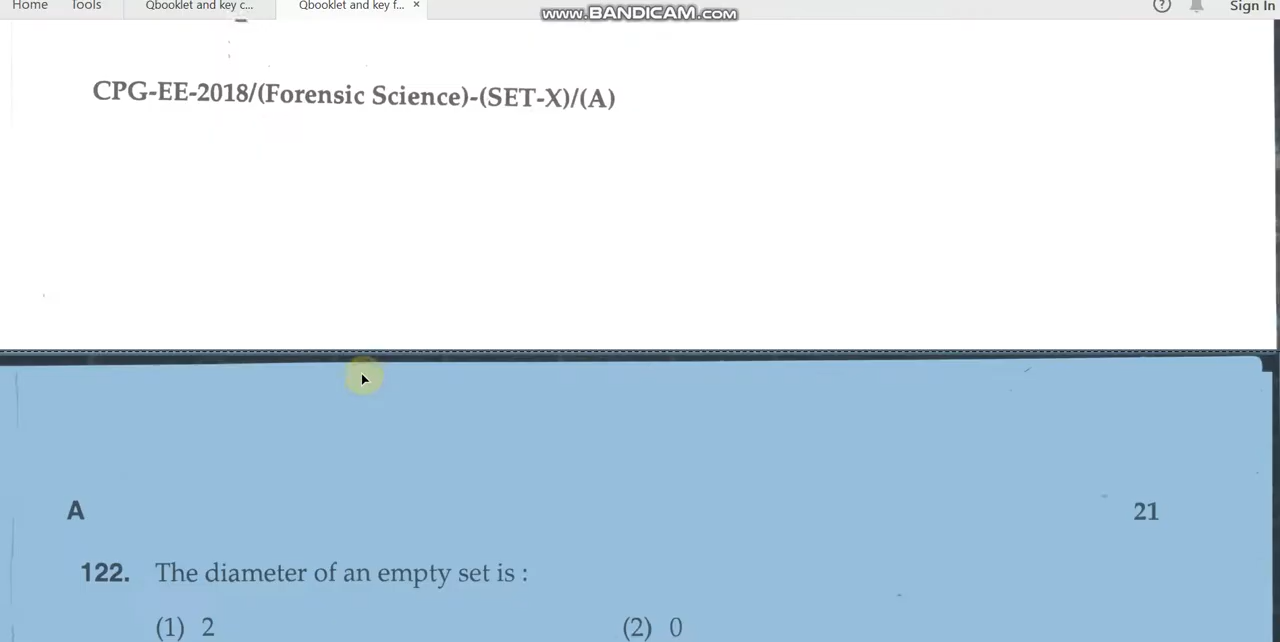 Home Tools Qbooklet and key c... Qbooklet and key f... × www.BANDICAM.com ? Sign In
CPG-EE-2018/(Forensic Science)-(SET-X)/(A)
A 21
122. The diameter of an empty set is :
(1) 2 (2) 0